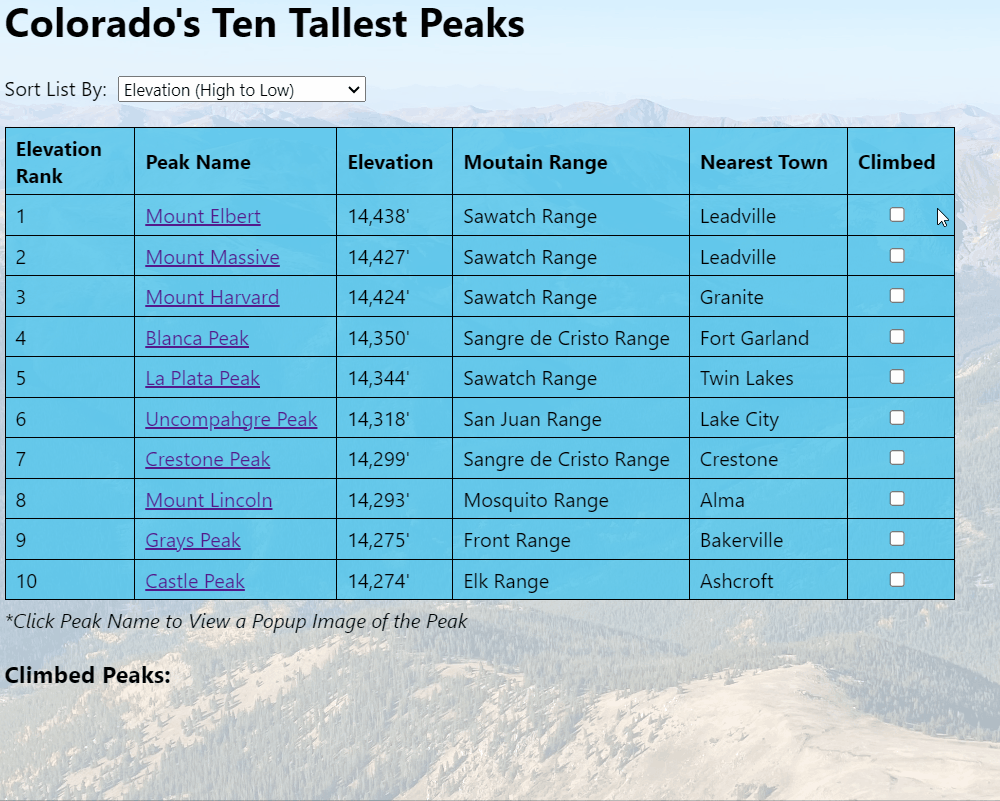 Colorado's Ten Tallest Peaks
Sort List By: Elevation (High to Low)
Elevation Rank Peak Name Elevation Moutain Range Nearest Town Climbed
1 Mount Elbert 14,438' Sawatch Range Leadville
2 Mount Massive 14,427' Sawatch Range Leadville
3 Mount Harvard 14,424' Sawatch Range Granite
4 Blanca Peak 14,350' Sangre de Cristo Range Fort Garland
5 La Plata Peak 14,344' Sawatch Range Twin Lakes
6 Uncompahgre Peak 14,318' San Juan Range Lake City
7 Crestone Peak 14,299' Sangre de Cristo Range Crestone
8 Mount Lincoln 14,293' Mosquito Range Alma
9 Grays Peak 14,275' Front Range Bakerville
10 Castle Peak 14,274' Elk Range Ashcroft
*Click Peak Name to View a Popup Image of the Peak
Climbed Peaks: